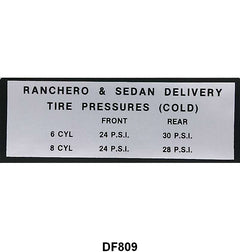 RANCHERO & SEDAN DELIVERY
TIRE PRESSURES (COLD)
FRONT REAR
6 CYL 24 P.S.I. 30 P.S.I.
8 CYL 24 P.S.I. 28 P.S.I.
DF809